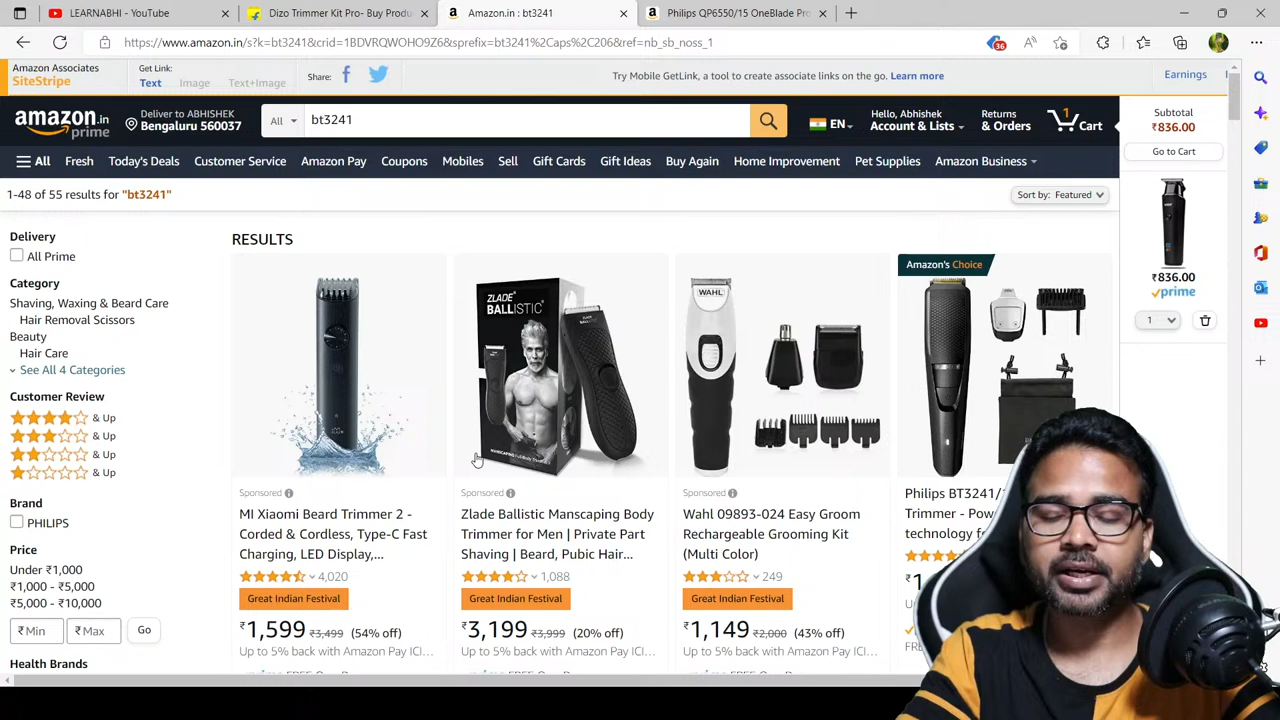 LEARNABHI - YouTube
Dizo Trimmer Kit Pro- Buy Produ
Amazon.in : bt3241
Philips QP6550/15 OneBlade Pro
https://www.amazon.in/s?k=bt3241&crid=1BDVRQWOHO9Z6&sprefix=bt3241%2Caps%2C206&ref=nb_sb_noss_1
36
Amazon Associates
SiteStripe
Get Link:
Text Image Text+Image
Share:
Try Mobile GetLink, a tool to create associate links on the go. Learn more
Earnings
amazon.in
prime
Deliver to ABHISHEK
Bengaluru 560037
All
bt3241
EN
Hello, Abhishek
Account & Lists
Returns
& Orders
1
Cart
Subtotal
₹836.00
Go to Cart
All Fresh Today's Deals Customer Service Amazon Pay Coupons Mobiles Sell Gift Cards Gift Ideas Buy Again Home Improvement Pet Supplies Amazon Business
1-48 of 55 results for "bt3241"
Sort by: Featured
Delivery
All Prime
Category
Shaving, Waxing & Beard Care
Hair Removal Scissors
Beauty
Hair Care
See All 4 Categories
Customer Review
& Up
& Up
& Up
& Up
Brand
PHILIPS
Price
Under ₹1,000
₹1,000 - ₹5,000
₹5,000 - ₹10,000
₹ Min
₹ Max
Go
Health Brands
RESULTS
ZLADE
BALLISTIC
WAHL
Amazon's Choice
₹836.00
prime
1
Sponsored
MI Xiaomi Beard Trimmer 2 -
Corded & Cordless, Type-C Fast
Charging, LED Display,...
4,020
Great Indian Festival
₹1,599 ₹3,499 (54% off)
Up to 5% back with Amazon Pay ICI...
Sponsored
Zlade Ballistic Manscaping Body
Trimmer for Men | Private Part
Shaving | Beard, Pubic Hair...
1,088
Great Indian Festival
₹3,199 ₹3,999 (20% off)
Up to 5% back with Amazon Pay ICI...
Sponsored
Wahl 09893-024 Easy Groom
Rechargeable Grooming Kit
(Multi Color)
249
Great Indian Festival
₹1,149 ₹2,000 (43% off)
Up to 5% back with Amazon Pay ICI...
Philips BT3241/
Trimmer - Pow
technology f